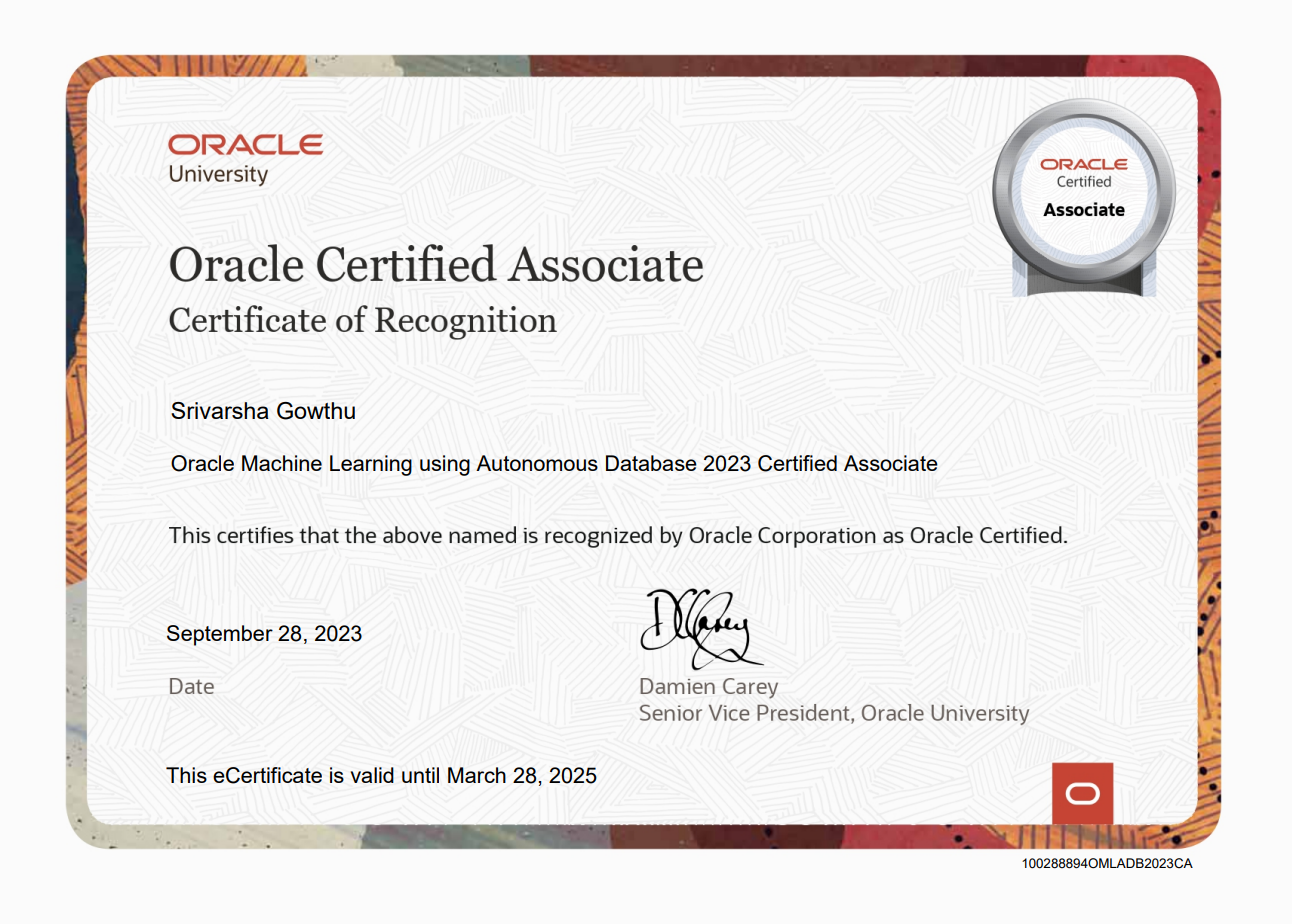 ORACLE
University
ORACLE
Certified
Associate
Oracle Certified Associate
Certificate of Recognition
Srivarsha Gowthu
Oracle Machine Learning using Autonomous Database 2023 Certified Associate
This certifies that the above named is recognized by Oracle Corporation as Oracle Certified.
September 28, 2023
Date
DCarey
Damien Carey
Senior Vice President, Oracle University
This eCertificate is valid until March 28, 2025
100288894OMLADB2023CA